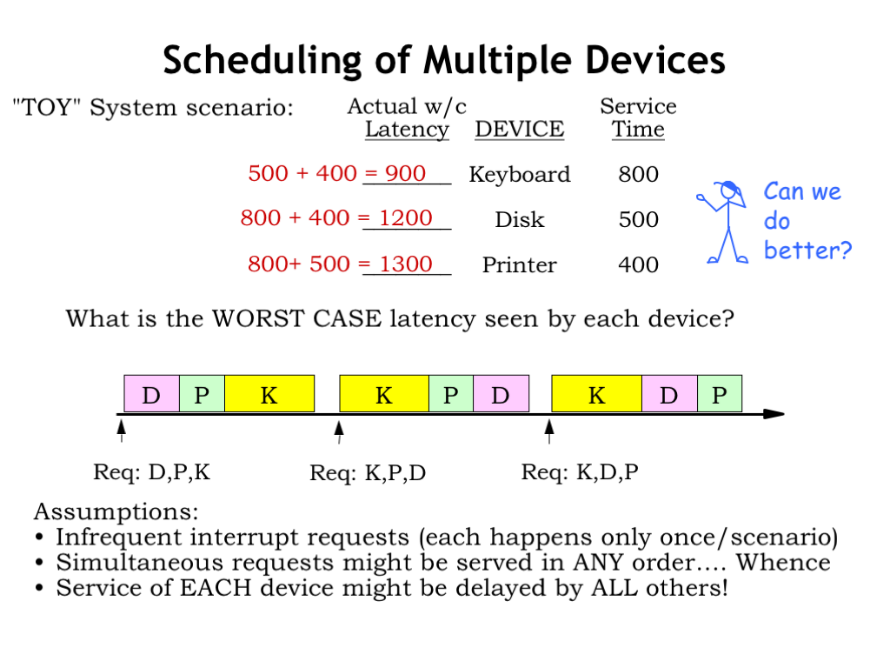 Scheduling of Multiple Devices
"TOY" System scenario:
Actual w/c Latency
DEVICE
Service Time
500 + 400 = 900 Keyboard 800
800 + 400 = 1200 Disk 500
800+ 500 = 1300 Printer 400
Can we
do
better?
What is the WORST CASE latency seen by each device?
D P K K P D K D P
Req: D,P,K Req: K,P,D Req: K,D,P
Assumptions:
• Infrequent interrupt requests (each happens only once/scenario)
• Simultaneous requests might be served in ANY order.... Whence
• Service of EACH device might be delayed by ALL others!